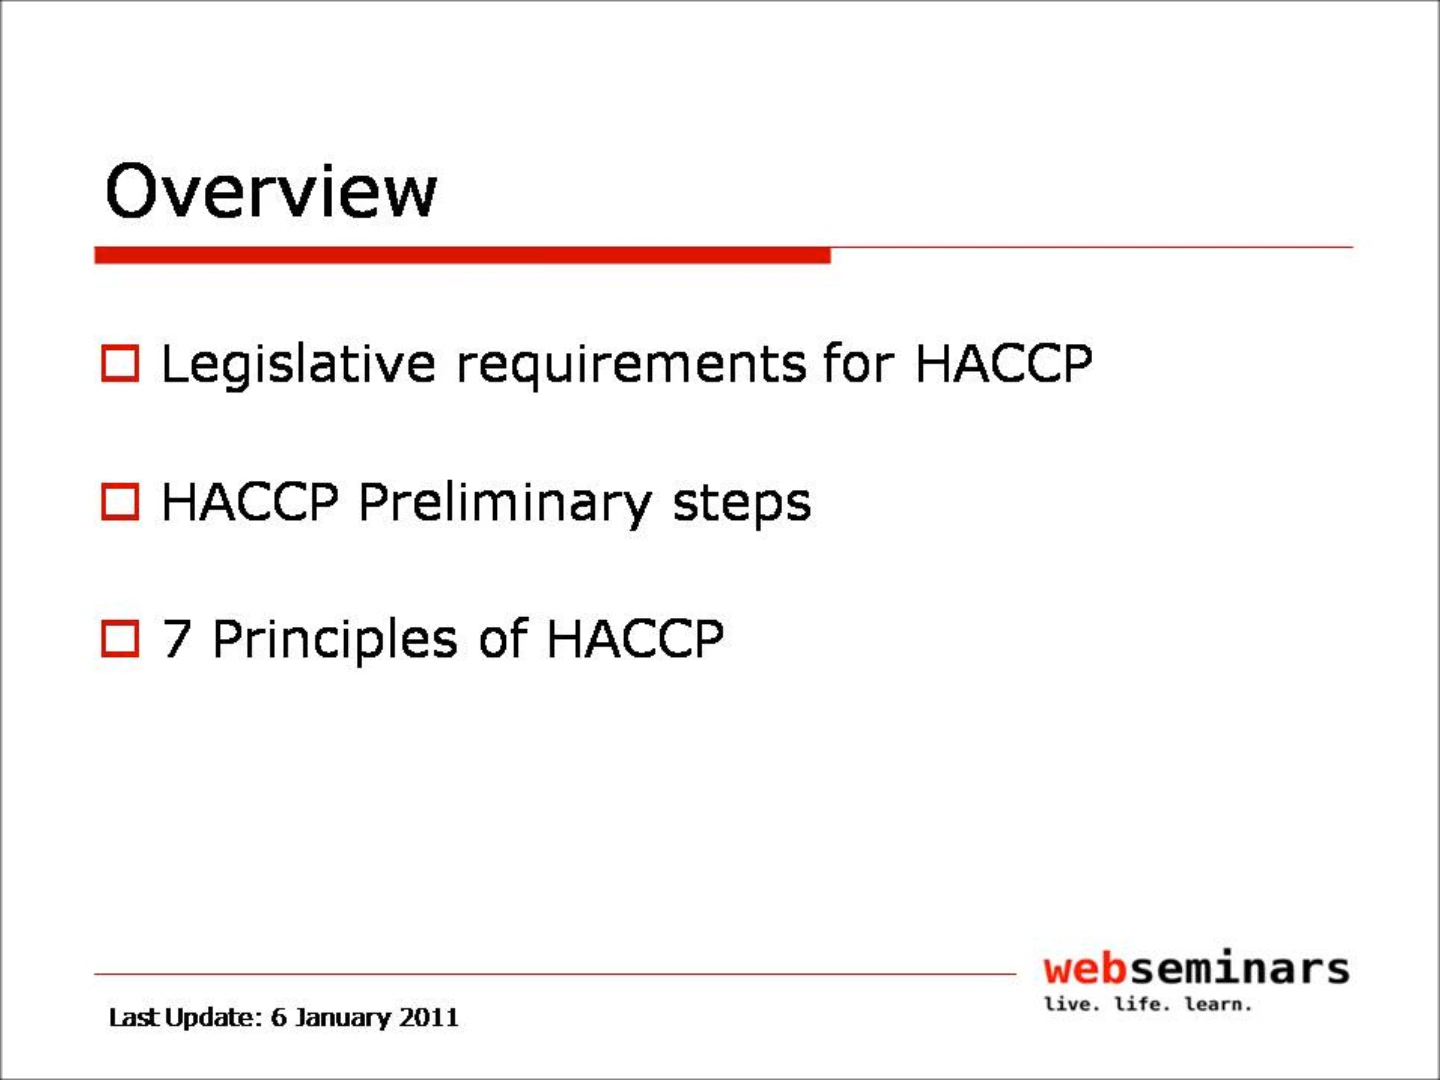 Overview
Legislative requirements for HACCP
HACCP Preliminary steps
7 Principles of HACCP
webseminars
live. life. learn.
Last Update: 6 January 2011